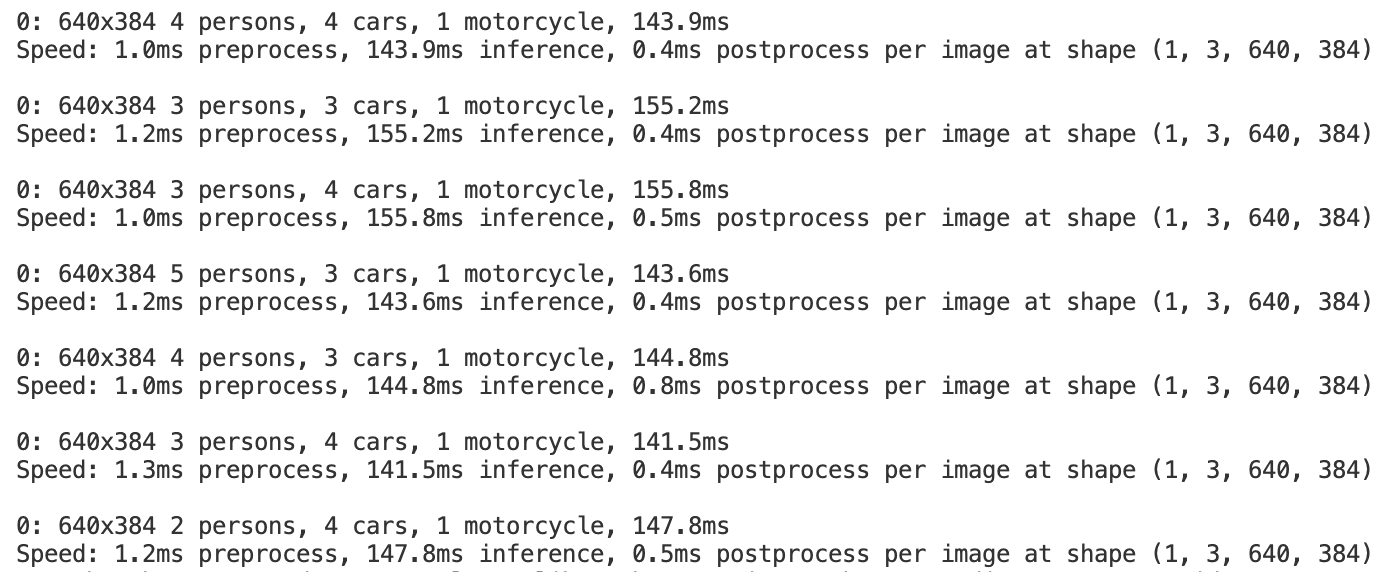 0: 640x384 4 persons, 4 cars, 1 motorcycle, 143.9ms
Speed: 1.0ms preprocess, 143.9ms inference, 0.4ms postprocess per image at shape (1, 3, 640, 384)
0: 640x384 3 persons, 3 cars, 1 motorcycle, 155.2ms
Speed: 1.2ms preprocess, 155.2ms inference, 0.4ms postprocess per image at shape (1, 3, 640, 384)
0: 640x384 3 persons, 4 cars, 1 motorcycle, 155.8ms
Speed: 1.0ms preprocess, 155.8ms inference, 0.5ms postprocess per image at shape (1, 3, 640, 384)
0: 640x384 5 persons, 3 cars, 1 motorcycle, 143.6ms
Speed: 1.2ms preprocess, 143.6ms inference, 0.4ms postprocess per image at shape (1, 3, 640, 384)
0: 640x384 4 persons, 3 cars, 1 motorcycle, 144.8ms
Speed: 1.0ms preprocess, 144.8ms inference, 0.8ms postprocess per image at shape (1, 3, 640, 384)
0: 640x384 3 persons, 4 cars, 1 motorcycle, 141.5ms
Speed: 1.3ms preprocess, 141.5ms inference, 0.4ms postprocess per image at shape (1, 3, 640, 384)
0: 640x384 2 persons, 4 cars, 1 motorcycle, 147.8ms
Speed: 1.2ms preprocess, 147.8ms inference, 0.5ms postprocess per image at shape (1, 3, 640, 384)